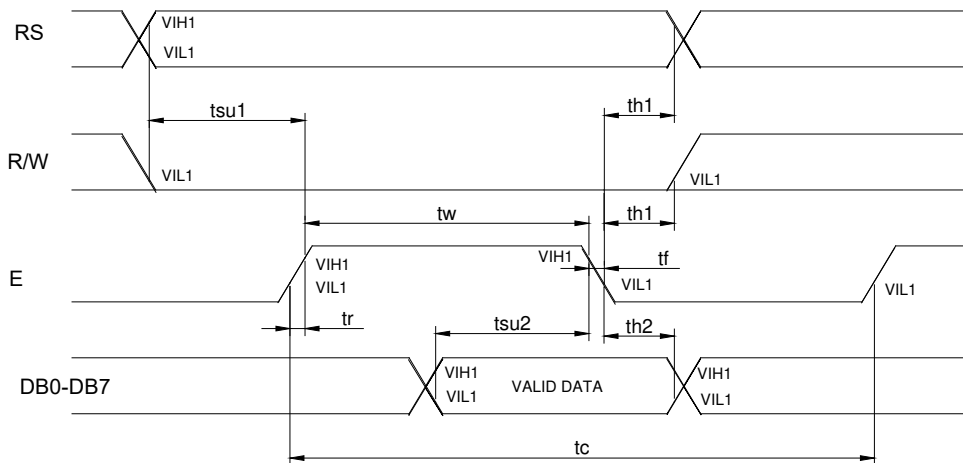 RS
VIH1
VIL1
tsu1
th1
R/W
VIL1
VIL1
tw
th1
E
VIH1
VIL1
VIH1
tf
VIL1
VIL1
tr
tsu2
th2
DB0-DB7
VIH1
VIL1
VALID DATA
VIH1
VIL1
tc